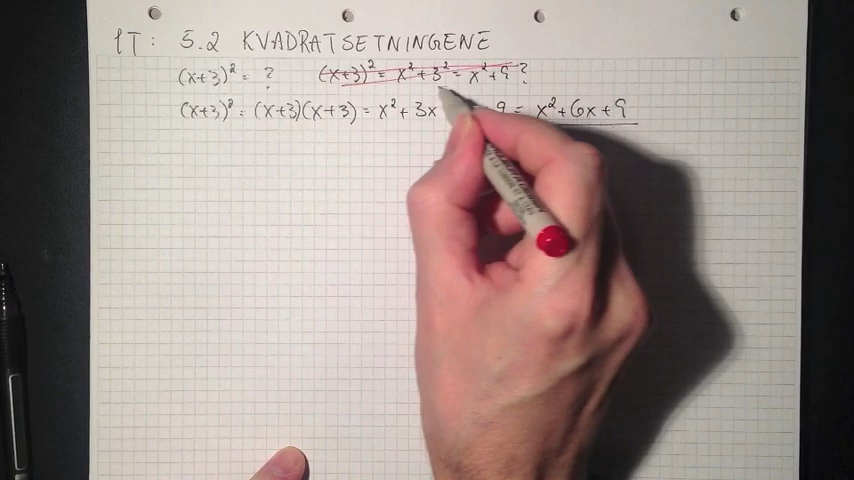 1T: 5.2 KVADRATSETNINGENE
(x+3)² = ? (x+3)² = x² + 3² = x² + 9 ?
(x+3)² = (x+3)(x+3) = x² + 3x 9 = x² + 6x + 9